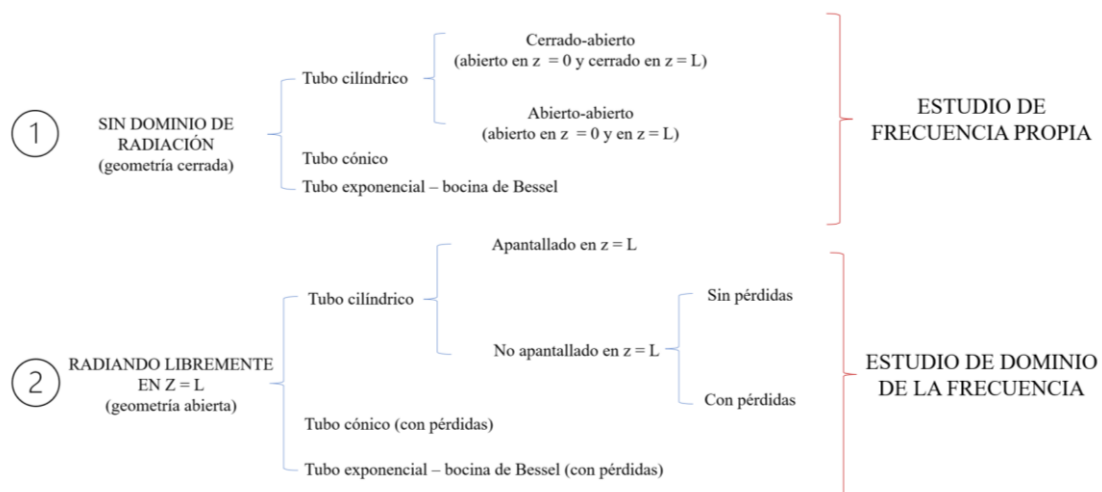 1
SIN DOMINIO DE
RADIACIÓN
(geometría cerrada)
Tubo cilíndrico
Cerrado-abierto
(abierto en z = 0 y cerrado en z = L)
Abierto-abierto
(abierto en z = 0 y en z = L)
Tubo cónico
Tubo exponencial – bocina de Bessel
ESTUDIO DE
FRECUENCIA PROPIA
2
RADIANDO LIBREMENTE
EN Z = L
(geometría abierta)
Tubo cilíndrico
Apantallado en z = L
No apantallado en z = L
Sin pérdidas
Con pérdidas
Tubo cónico (con pérdidas)
Tubo exponencial – bocina de Bessel (con pérdidas)
ESTUDIO DE DOMINIO
DE LA FRECUENCIA